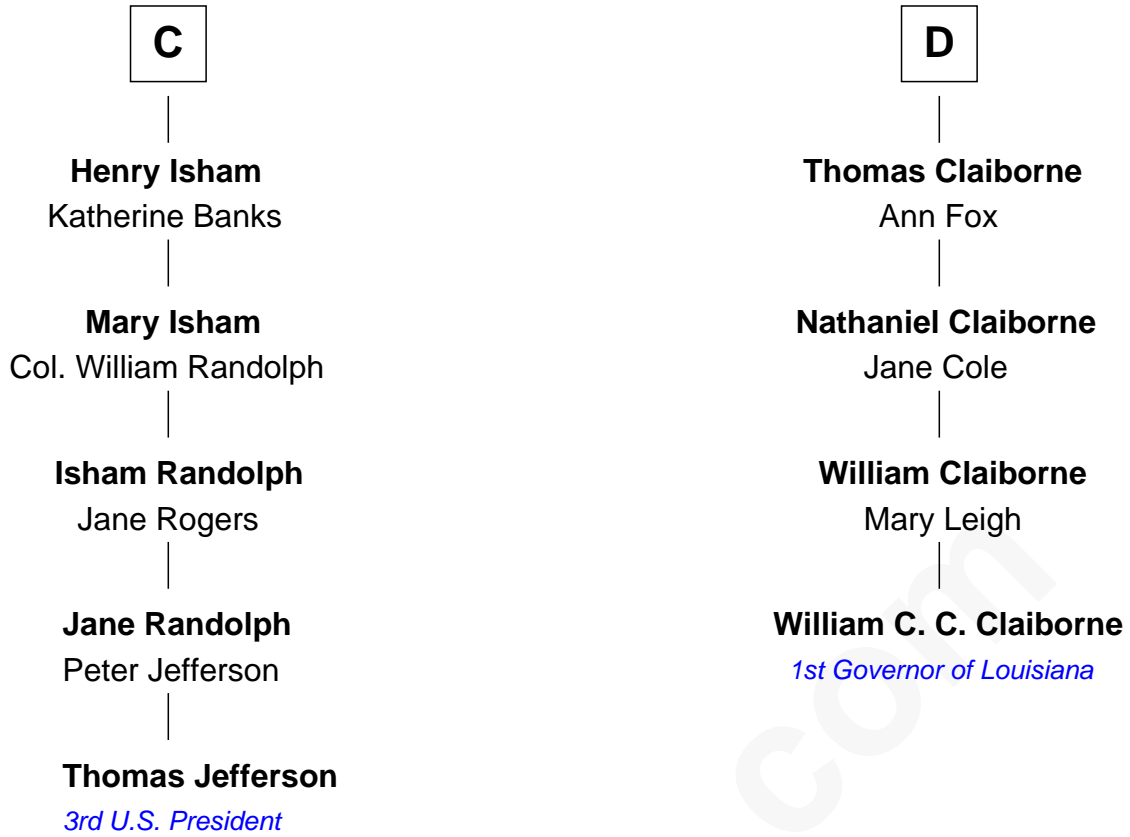 C
Henry Isham
Katherine Banks
Mary Isham
Col. William Randolph
Isham Randolph
Jane Rogers
Jane Randolph
Peter Jefferson
Thomas Jefferson
3rd U.S. President
D
Thomas Claiborne
Ann Fox
Nathaniel Claiborne
Jane Cole
William Claiborne
Mary Leigh
William C. C. Claiborne
1st Governor of Louisiana
com